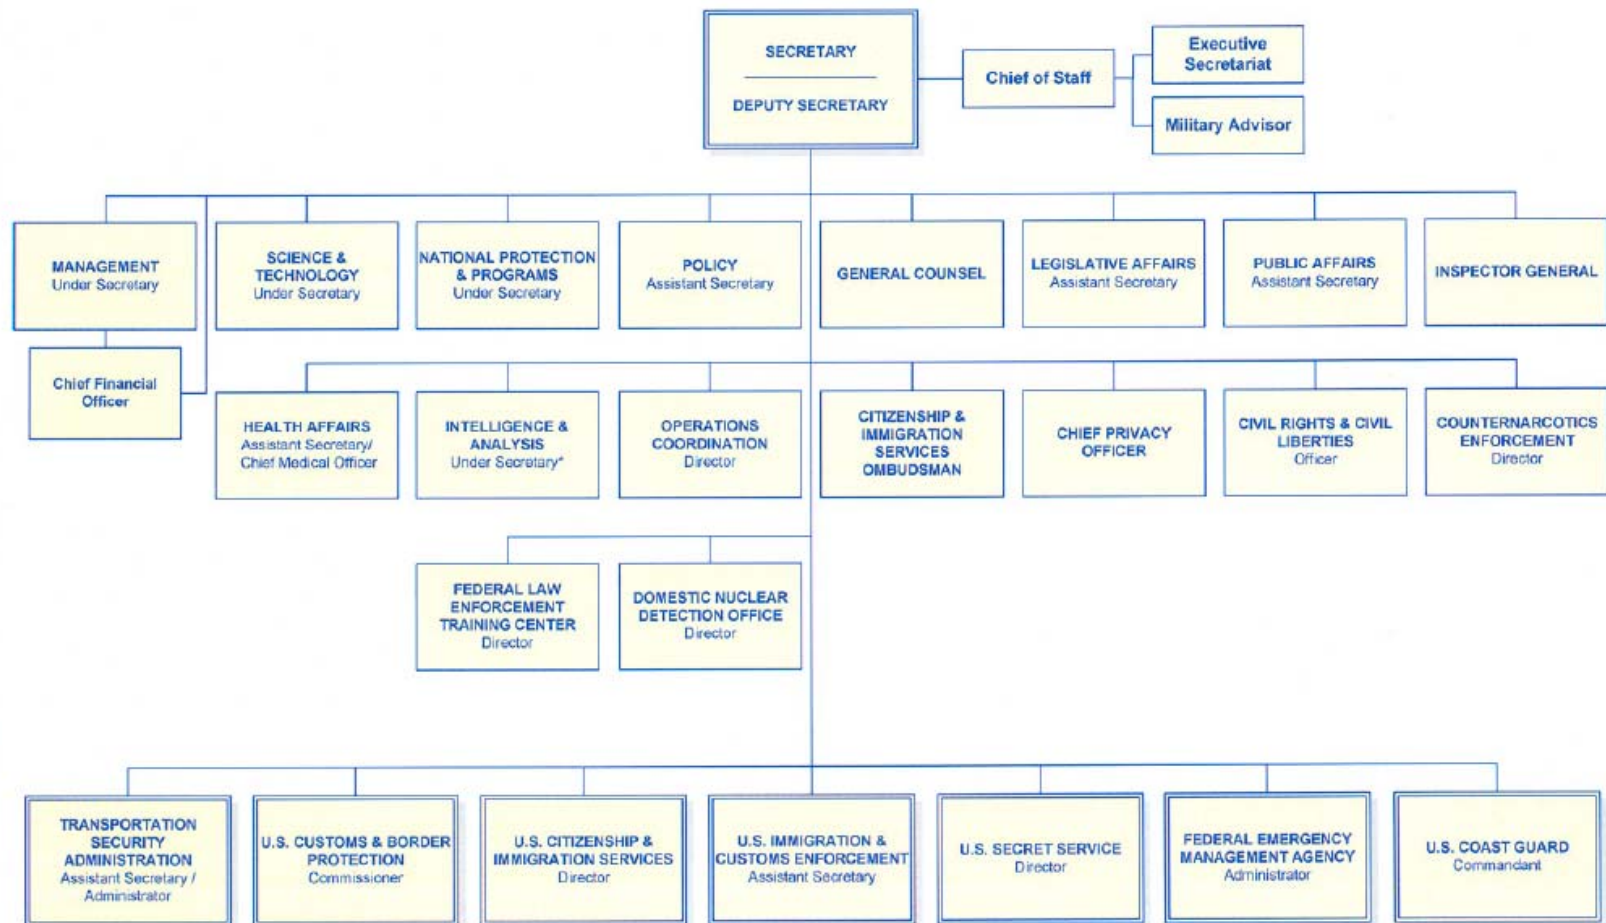 SECRETARY
DEPUTY SECRETARY
Chief of Staff
Executive
Secretariat
Military Advisor
MANAGEMENT
Under Secretary
SCIENCE &
TECHNOLOGY
Under Secretary
NATIONAL PROTECTION
& PROGRAMS
Under Secretary
POLICY
Assistant Secretary
GENERAL COUNSEL
LEGISLATIVE AFFAIRS
Assistant Secretary
PUBLIC AFFAIRS
Assistant Secretary
INSPECTOR GENERAL
Chief Financial
Officer
HEALTH AFFAIRS
Assistant Secretary/
Chief Medical Officer
INTELLIGENCE &
ANALYSIS
Under Secretary*
OPERATIONS
COORDINATION
Director
CITIZENSHIP &
IMMIGRATION
SERVICES
OMBUDSMAN
CHIEF PRIVACY
OFFICER
CIVIL RIGHTS & CIVIL
LIBERTIES
Officer
COUNTERNARCOTICS
ENFORCEMENT
Director
FEDERAL LAW
ENFORCEMENT
TRAINING CENTER
Director
DOMESTIC NUCLEAR
DETECTION OFFICE
Director
TRANSPORTATION
SECURITY
ADMINISTRATION
Assistant Secretary /
Administrator
U.S. CUSTOMS & BORDER
PROTECTION
Commissioner
U.S. CITIZENSHIP &
IMMIGRATION SERVICES
Director
U.S. IMMIGRATION &
CUSTOMS ENFORCEMENT
Assistant Secretary
U.S. SECRET SERVICE
Director
FEDERAL EMERGENCY
MANAGEMENT AGENCY
Administrator
U.S. COAST GUARD
Commandant